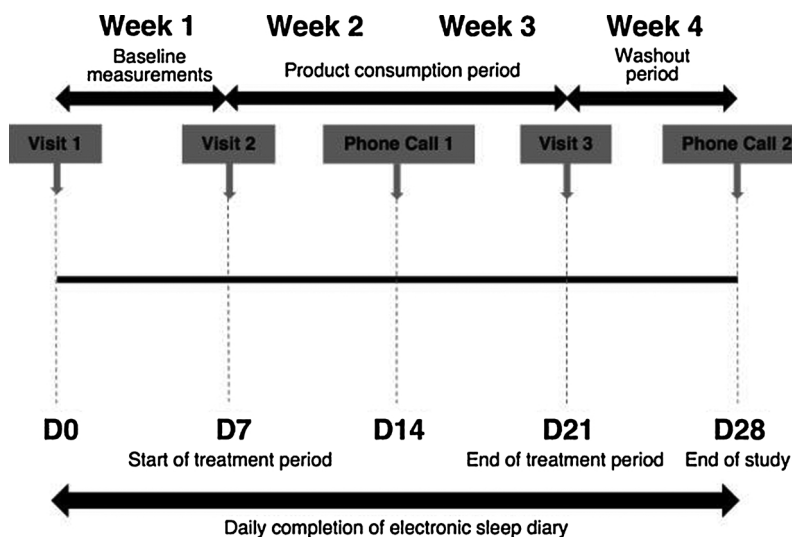 Week 1 Week 2 Week 3 Week 4
Baseline
measurements
Product consumption period
Washout
period
Visit 1 Visit 2 Phone Call 1 Visit 3 Phone Call 2
D0 D7 D14 D21 D28
Start of treatment period End of treatment period End of study
Daily completion of electronic sleep diary